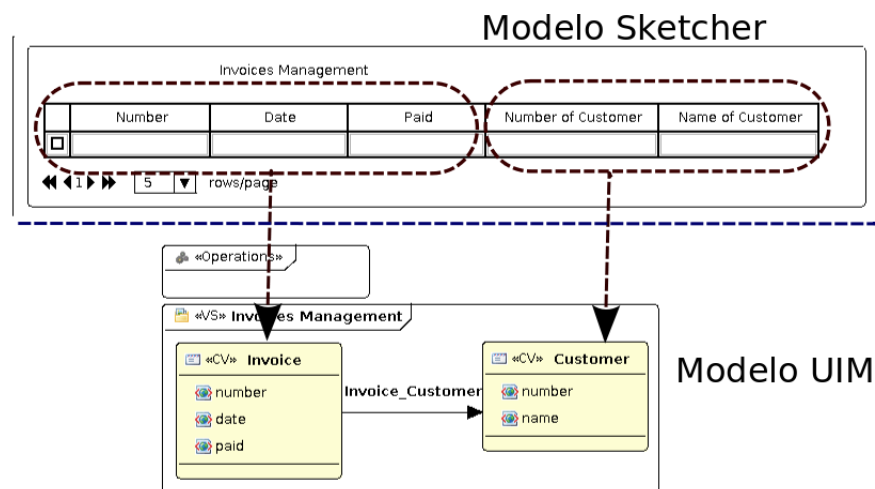 Modelo Sketcher
Invoices Management
Number Date Paid Number of Customer Name of Customer
1 5 rows/page
«Operations»
«VS» Invoices Management
«CV» Invoice
number
date
paid
Invoice_Customer
«CV» Customer
number
name
Modelo UIM